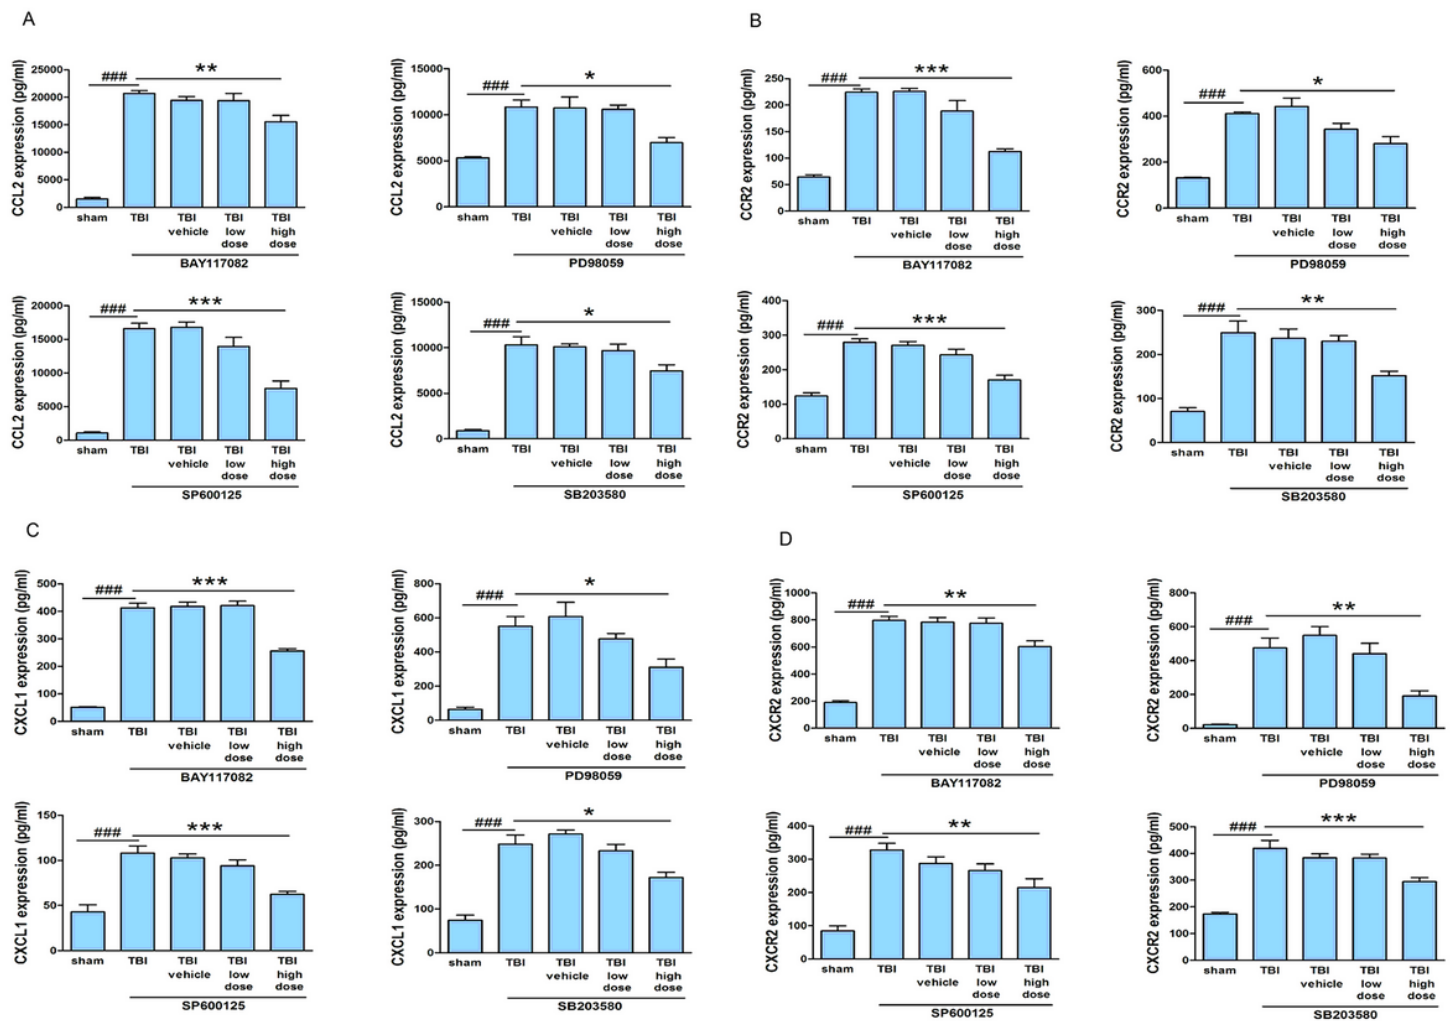 A
CCL2 expression (pg/ml)
25000
20000
15000
10000
5000
0
###
**
sham
TBI
TBI
vehicle
TBI
low
dose
TBI
high
dose
BAY117082
CCL2 expression (pg/ml)
15000
10000
5000
0
###
*
sham
TBI
TBI
vehicle
TBI
low
dose
TBI
high
dose
PD98059
CCL2 expression (pg/ml)
20000
15000
10000
5000
0
###
***
sham
TBI
TBI
vehicle
TBI
low
dose
TBI
high
dose
SP600125
CCL2 expression (pg/ml)
15000
10000
5000
0
###
*
sham
TBI
TBI
vehicle
TBI
low
dose
TBI
high
dose
SB203580
B
CCR2 expression (pg/ml)
250
200
150
100
50
0
###
***
sham
TBI
TBI
vehicle
TBI
low
dose
TBI
high
dose
BAY117082
CCR2 expression (pg/ml)
600
400
200
0
###
*
sham
TBI
TBI
vehicle
TBI
low
dose
TBI
high
dose
PD98059
CCR2 expression (pg/ml)
400
300
200
100
0
###
***
sham
TBI
TBI
vehicle
TBI
low
dose
TBI
high
dose
SP600125
CCR2 expression (pg/ml)
300
200
100
0
###
**
sham
TBI
TBI
vehicle
TBI
low
dose
TBI
high
dose
SB203580
C
CXCL1 expression (pg/ml)
500
400
300
200
100
0
###
***
sham
TBI
TBI
vehicle
TBI
low
dose
TBI
high
dose
BAY117082
CXCL1 expression (pg/ml)
800
600
400
200
0
###
*
sham
TBI
TBI
vehicle
TBI
low
dose
TBI
high
dose
PD98059
CXCL1 expression (pg/ml)
150
100
50
0
###
***
sham
TBI
TBI
vehicle
TBI
low
dose
TBI
high
dose
SP600125
CXCL1 expression (pg/ml)
300
200
100
0
###
*
sham
TBI
TBI
vehicle
TBI
low
dose
TBI
high
dose
SB203580
D
CXCR2 expression (pg/ml)
1000
800
600
400
200
0
###
**
sham
TBI
TBI
vehicle
TBI
low
dose
TBI
high
dose
BAY117082
CXCR2 expression (pg/ml)
800
600
400
200
0
###
**
sham
TBI
TBI
vehicle
TBI
low
dose
TBI
high
dose
PD98059
CXCR2 expression (pg/ml)
400
300
200
100
0
###
**
sham
TBI
TBI
vehicle
TBI
low
dose
TBI
high
dose
SP600125
CXCR2 expression (pg/ml)
500
400
300
200
100
0
###
***
sham
TBI
TBI
vehicle
TBI
low
dose
TBI
high
dose
SB203580